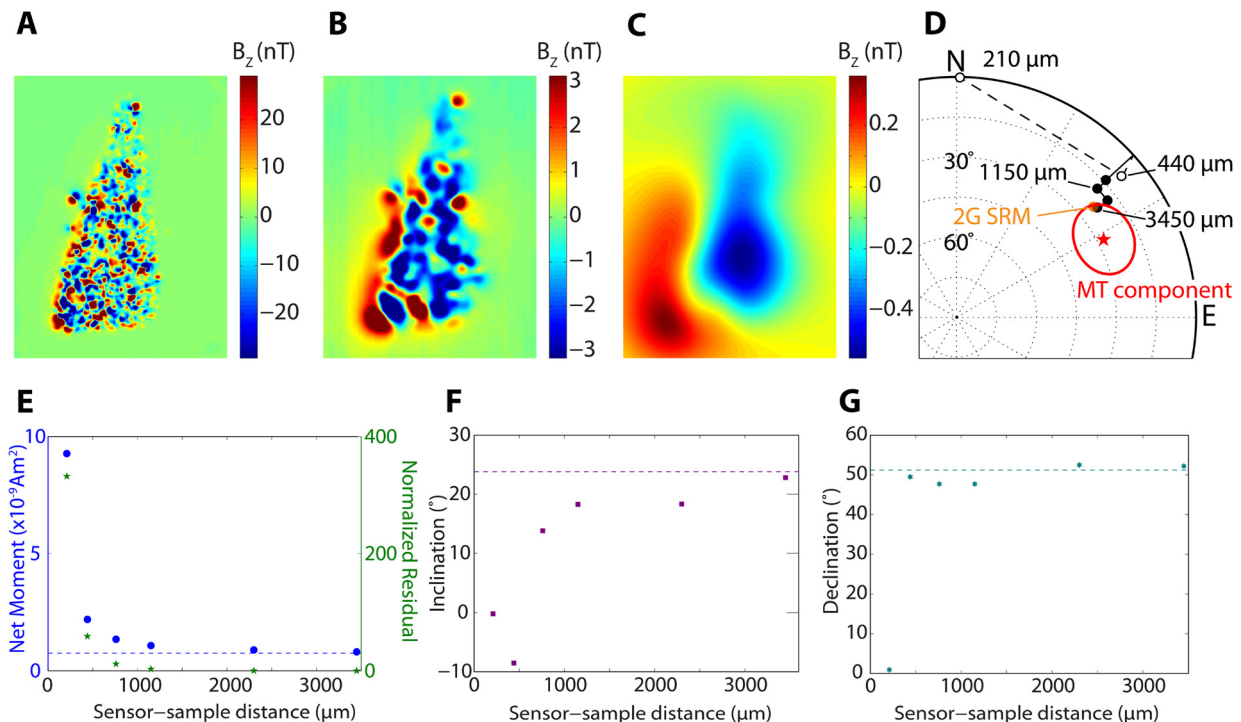 A
B
C
D
B_Z (nT)
20
10
0
−10
−20
B_Z (nT)
3
2
1
0
−1
−2
−3
B_Z (nT)
0.2
0
−0.2
−0.4
N
210 µm
30°
1150 µm
440 µm
2G SRM
3450 µm
60°
MT component
E
E
F
G
Net Moment (x10⁻⁹Am²)
10
5
0
400
200
0
Normalized Residual
0
1000
2000
3000
Sensor−sample distance (µm)
Inclination (°)
30
20
10
0
−10
0
1000
2000
3000
Sensor−sample distance (µm)
Declination (°)
60
50
40
30
20
10
0
0
1000
2000
3000
Sensor−sample distance (µm)